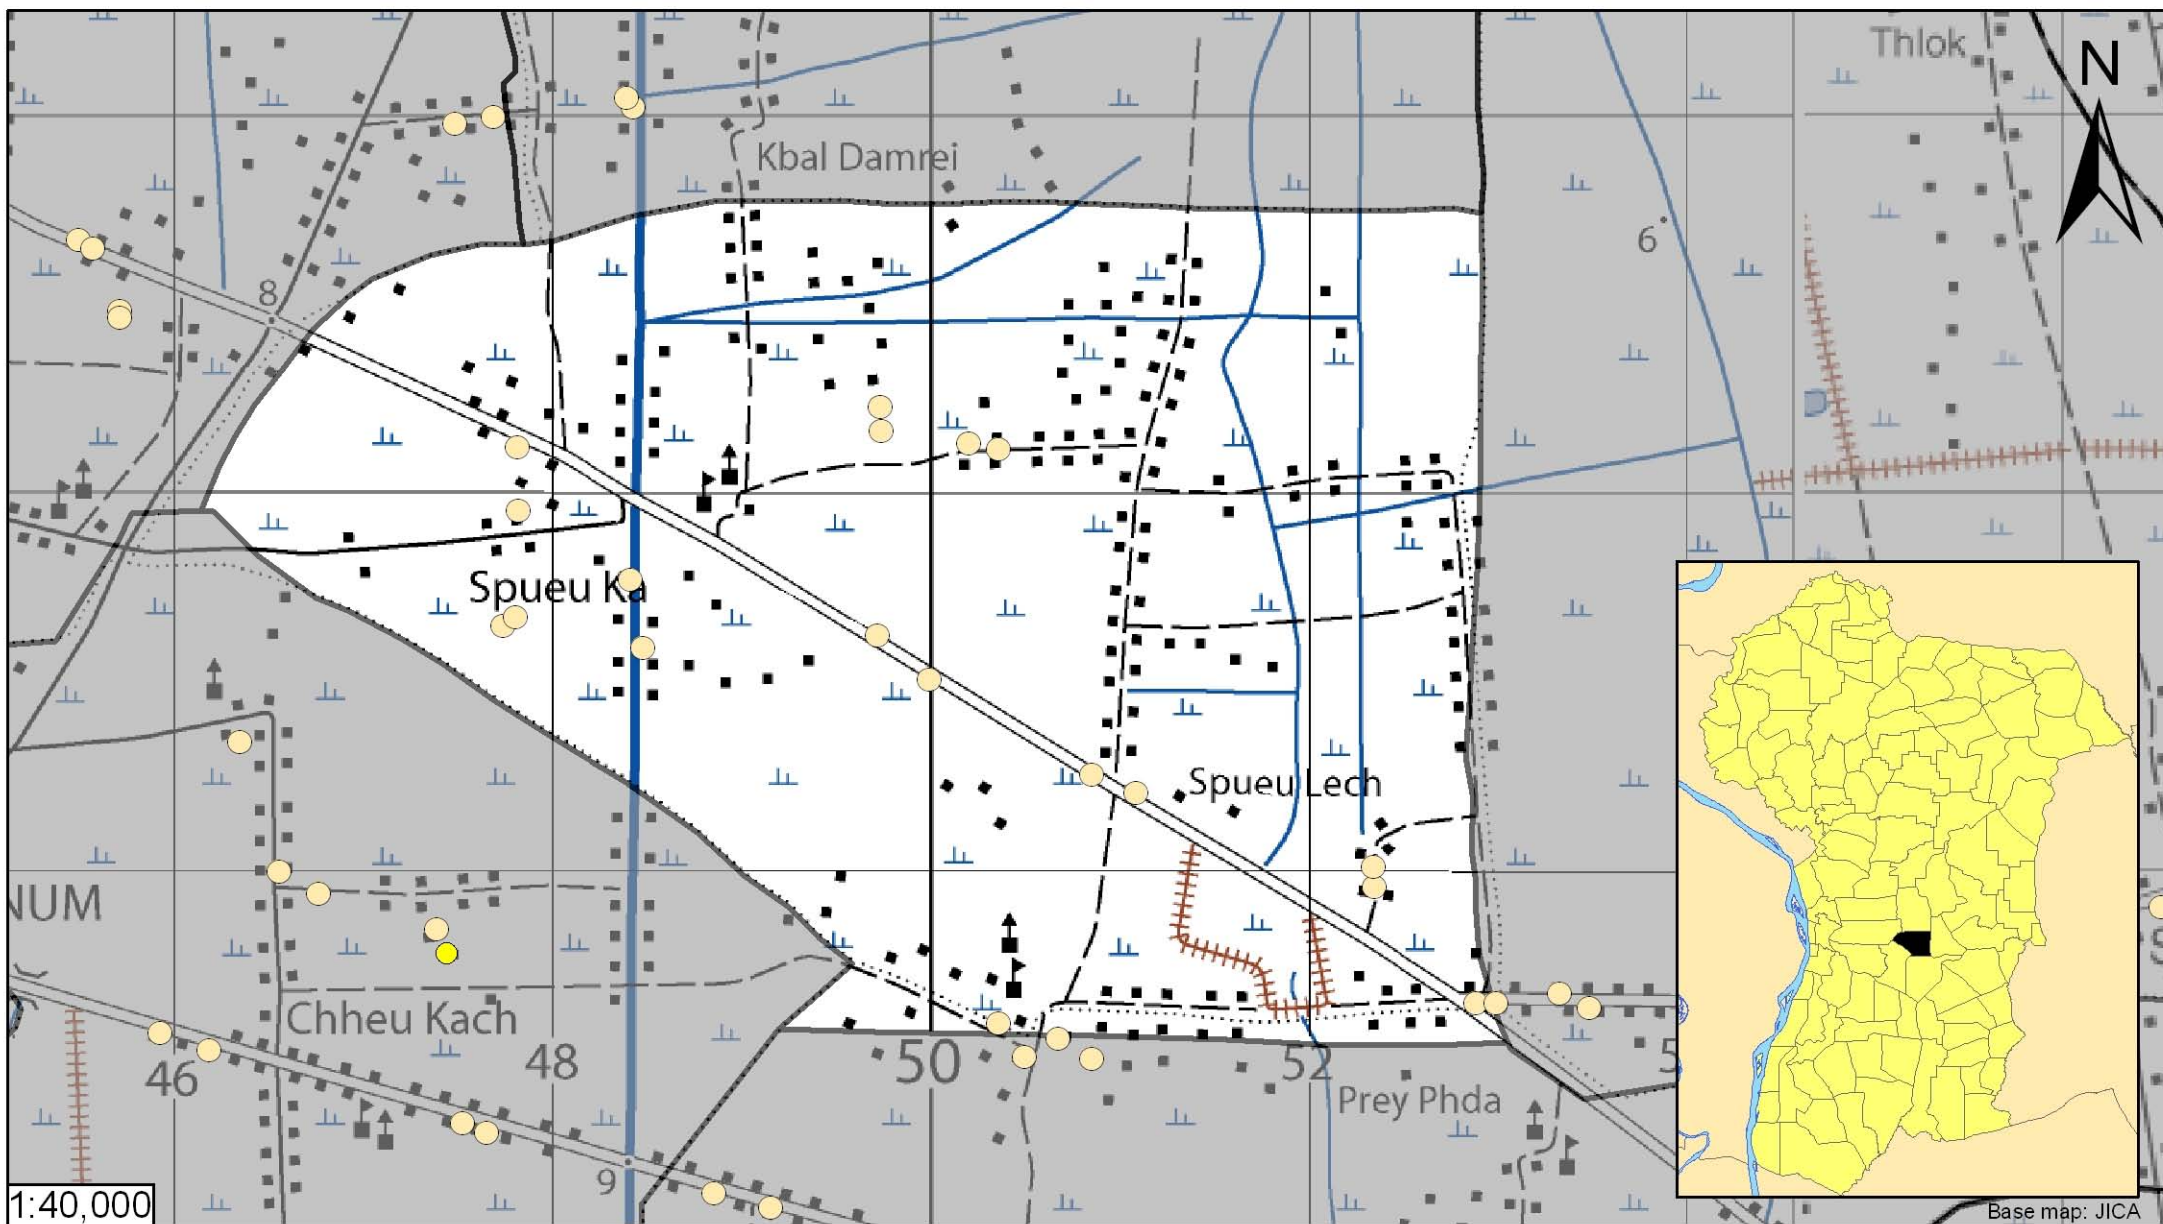 Thlok
N
Kbal Damrei
6
8
Spueu Ka
Spueu Lech
NUM
Chheu Kach
46
48
50
52
5
Prey Phda
9
1:40,000
Base map: JICA